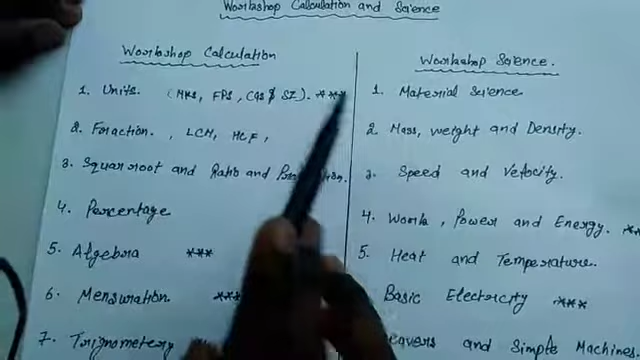 Workshop Calculation and Science
Workshop Calculation
1. Units. (MKS, FPS, CGS & SI). ***
2. Fraction. , LCM, HCF,
3. Squar root and Ratio and
4. Percentage
5. Algebra ***
6. Mensuration ***
7. Trignometery
Workshop Science.
1. Material Science
2. Mass, weight and Density.
3. Speed and Velocity.
4. Work, Power and Energy. **
5. Heat and Temperature.
Basic Electricity ***
and Simple Machines